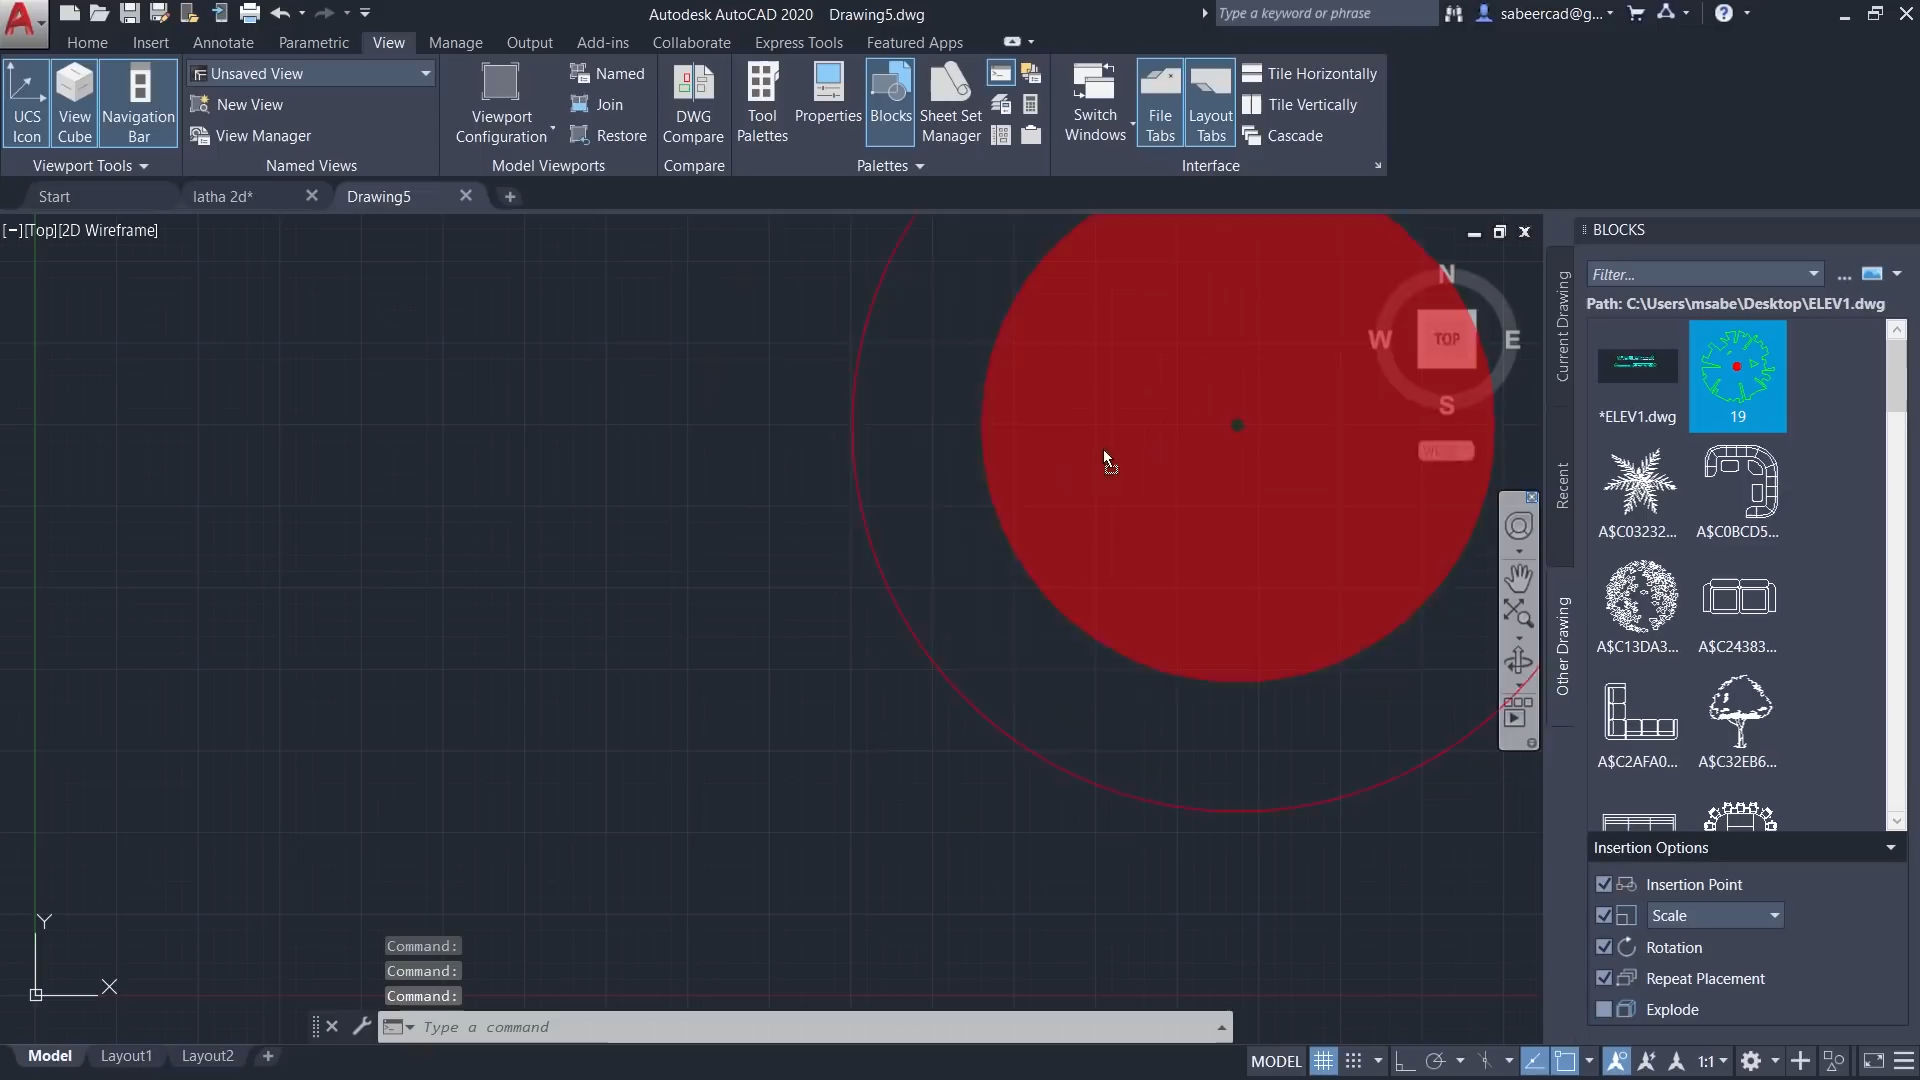 Autodesk AutoCAD 2020 Drawing5.dwg
Type a keyword or phrase
sabeercad@g...
Home Insert Annotate Parametric View Manage Output Add-ins Collaborate Express Tools Featured Apps
UCS Icon
View Cube
Navigation Bar
Viewport Tools
Unsaved View
New View
View Manager
Named Views
Viewport Configuration
Named
Join
Restore
Model Viewports
DWG Compare
Compare
Tool Palettes
Properties
Blocks
Sheet Set Manager
Palettes
Switch Windows
File Tabs
Layout Tabs
Tile Horizontally
Tile Vertically
Cascade
Interface
Start
latha 2d*
Drawing5
[−][Top][2D Wireframe]
N
W TOP E
S
BLOCKS
Filter...
...
Path: C:\Users\msabe\Desktop\ELEV1.dwg
Current Drawing
Recent
Other Drawing
*ELEV1.dwg 19
A$C03232... A$C0BCD5...
A$C13DA3... A$C24383...
A$C2AFA0... A$C32EB6...
Insertion Options
Insertion Point
Scale
Rotation
Repeat Placement
Explode
Y
X
Command:
Command:
Command:
Type a command
Model Layout1 Layout2
MODEL
1:1